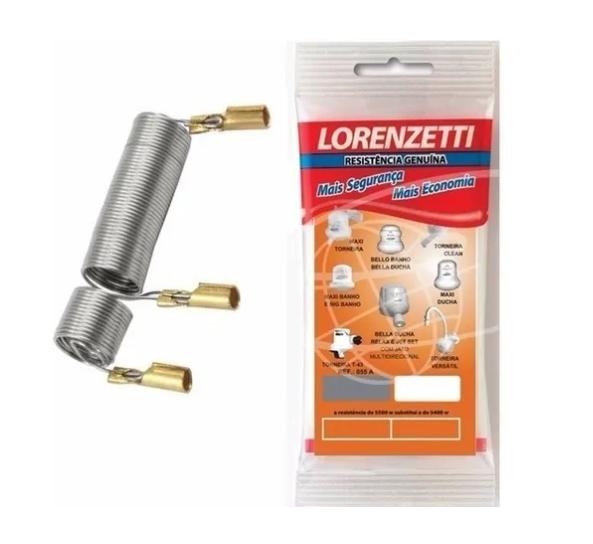 LORENZETTI
RESISTÊNCIA GENUÍNA
Mais Segurança
Mais Economia
MAXI
TORNEIRA
BELLO BANHO
BELLA DUCHA
TORNEIRA
CLEAN
MAXI BANHO
E BIG BANHO
MAXI
DUCHA
BELLA DUCHA
RELAX DUCT SET
COM JATO
MULTIDIRECIONAL
TORNEIRA
VERSÁTIL
TORNEIRA T-43
REF.: 055 A
a resistência de 5500 w substitui a de 5400 w